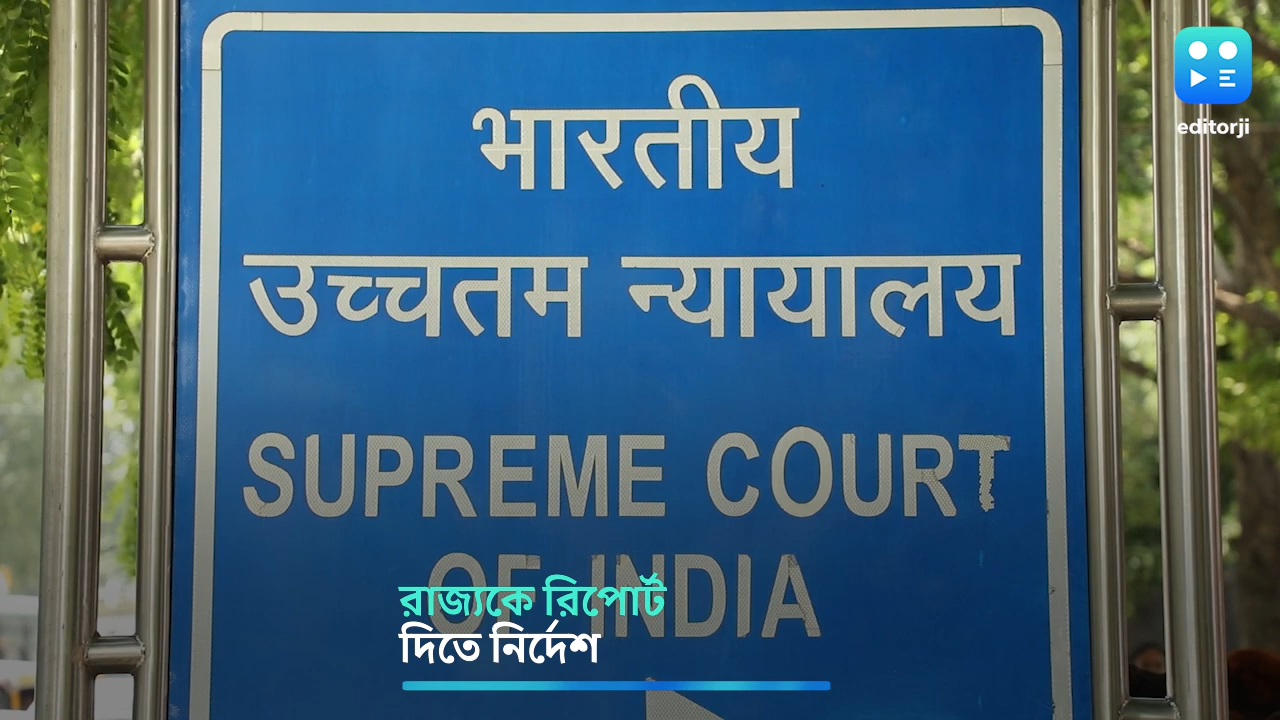 भारतीय
उच्चतम न्यायालय
SUPREME COURT
OF INDIA
রাজ্যকে রিপোর্ট
দিতে নির্দেশ
editorji